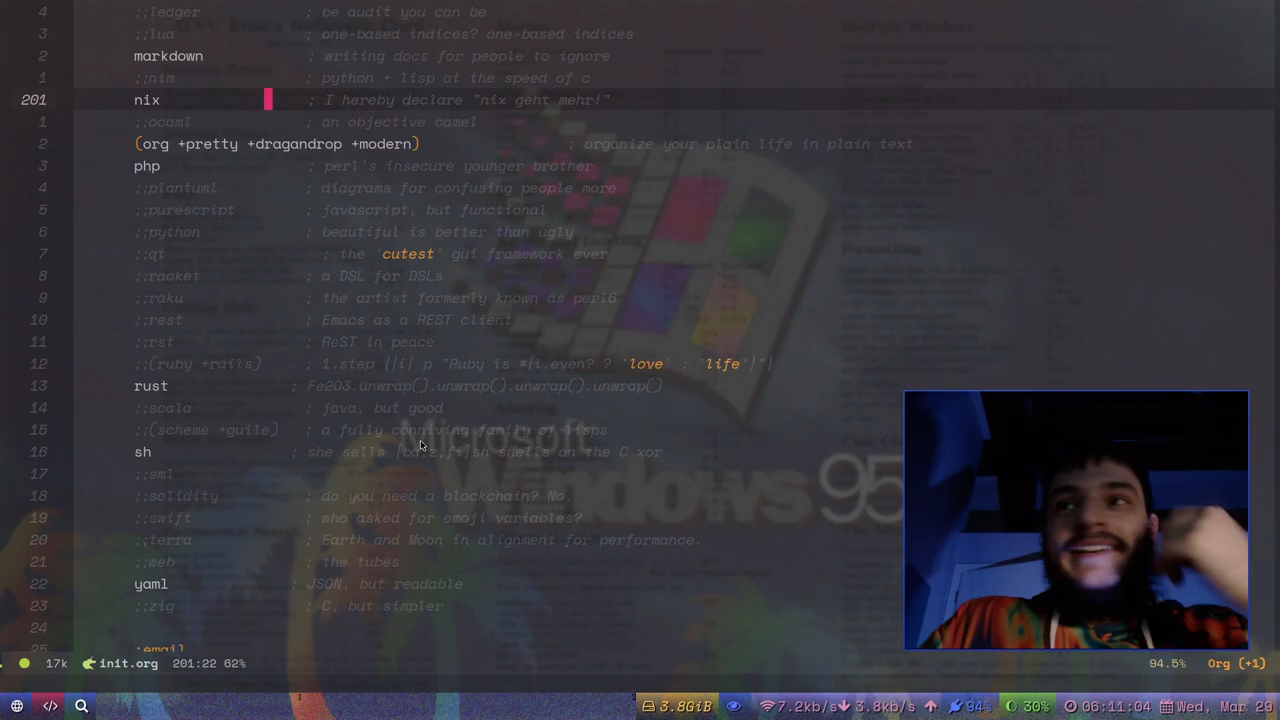 4 ;;ledger ; be audit you can be
3 ;;lua ; one-based indices? one-based indices
2 markdown ; writing docs for people to ignore
1 ;;nim ; python + lisp at the speed of c
201 nix ; I hereby declare "nix geht mehr!"
1 ;;ocaml ; an objective camel
2 (org +pretty +dragandrop +modern) ; organize your plain life in plain text
3 php ; perl's insecure younger brother
4 ;;plantuml ; diagrams for confusing people more
5 ;;purescript ; javascript, but functional
6 ;;python ; beautiful is better than ugly
7 ;;qt ; the 'cutest' gui framework ever
8 ;;racket ; a DSL for DSLs
9 ;;raku ; the artist formerly known as perl6
10 ;;rest ; Emacs as a REST client
11 ;;rst ; ReST in peace
12 ;;(ruby +rails) ; 1.step {|i| p "Ruby is #{i.even? ? 'love' : 'life'}"}
13 rust ; Fe2O3.unwrap().unwrap().unwrap().unwrap()
14 ;;scala ; java, but good
15 ;;(scheme +guile) ; a fully conniving family of lisps
16 sh ; she sells {ba,z,fi}sh shells on the C xor
17 ;;sml
18 ;;solidity ; do you need a blockchain? No.
19 ;;swift ; who asked for emoji variables?
20 ;;terra ; Earth and Moon in alignment for performance.
21 ;;web ; the tubes
22 yaml ; JSON, but readable
23 ;;zig ; C, but simpler
24
25 :email
Microsoft
Windows 95
Multiple Windows
Formatting
17k init.org 201:22 62% 94.5% Org (+1)
1 2 3.8GiB 7.2kb/s 3.8kb/s 94% 30% 06:11:04 Wed, Mar 29